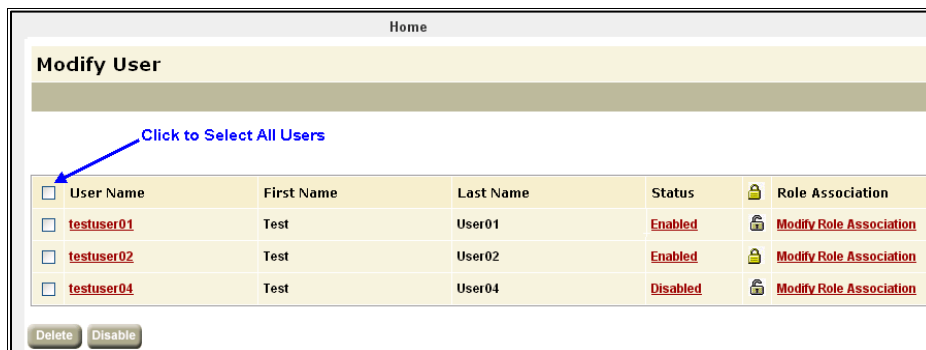 Home
Modify User
Click to Select All Users
User Name First Name Last Name Status Role Association
testuser01 Test User01 Enabled Modify Role Association
testuser02 Test User02 Enabled Modify Role Association
testuser04 Test User04 Disabled Modify Role Association
Delete Disable